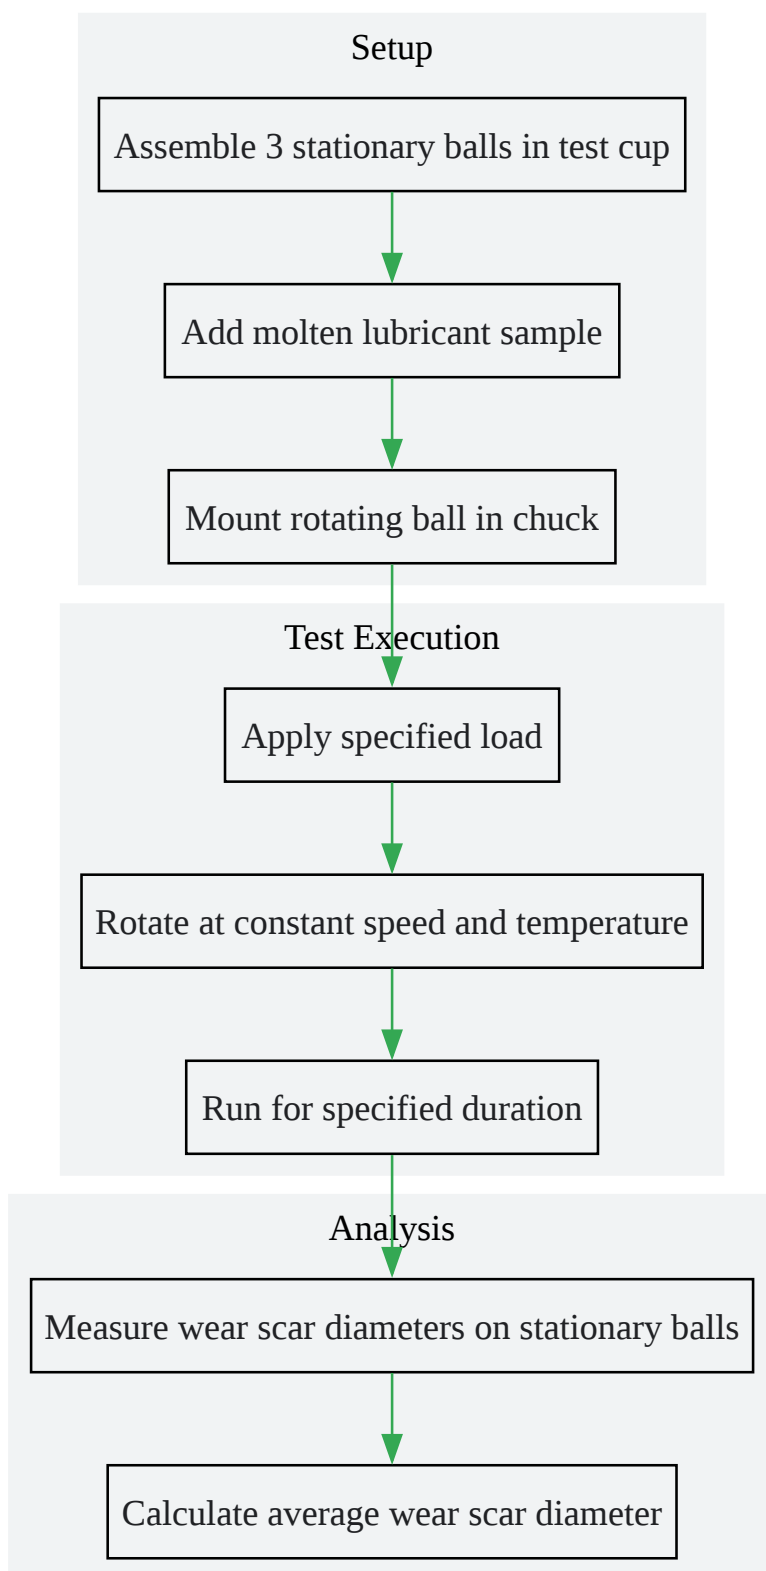 Setup
Assemble 3 stationary balls in test cup
Add molten lubricant sample
Mount rotating ball in chuck
Test Execution
Apply specified load
Rotate at constant speed and temperature
Run for specified duration
Analysis
Measure wear scar diameters on stationary balls
Calculate average wear scar diameter